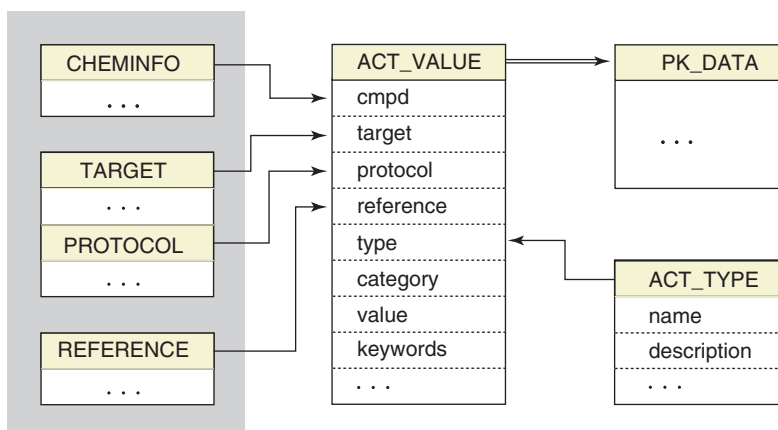 CHEMINFO
. . .
TARGET
. . .
PROTOCOL
. . .
REFERENCE
. . .
ACT_VALUE
cmpd
target
protocol
reference
type
category
value
keywords
. . .
PK_DATA
. . .
ACT_TYPE
name
description
. . .